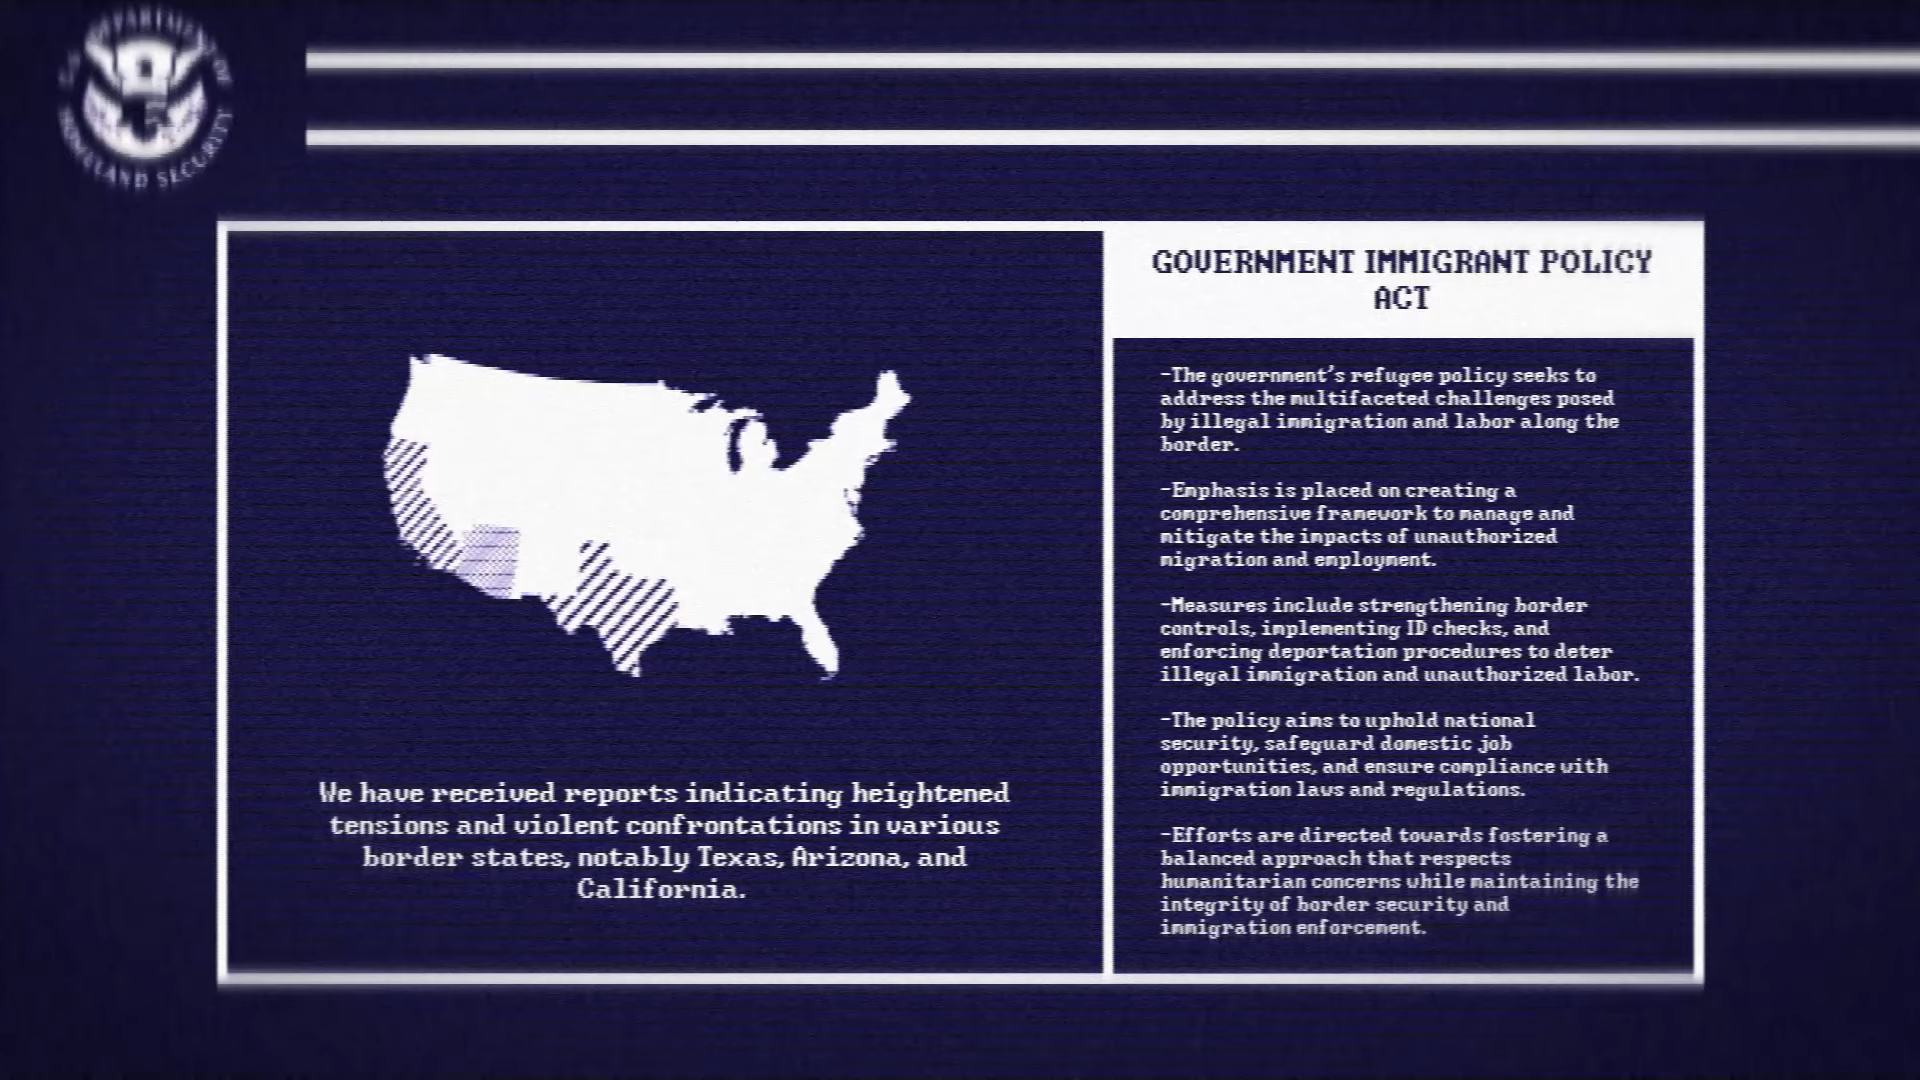 U.S. DEPARTMENT OF
HOMELAND SECURITY
GOVERNMENT IMMIGRANT POLICY
ACT
-The government's refugee policy seeks to
address the multifaceted challenges posed
by illegal immigration and labor along the
border.
-Emphasis is placed on creating a
comprehensive framework to manage and
mitigate the impacts of unauthorized
migration and employment.
-Measures include strengthening border
controls, implementing ID checks, and
enforcing deportation procedures to deter
illegal immigration and unauthorized labor.
-The policy aims to uphold national
security, safeguard domestic job
opportunities, and ensure compliance with
immigration laws and regulations.
-Efforts are directed towards fostering a
balanced approach that respects
humanitarian concerns while maintaining the
integrity of border security and
immigration enforcement.
We have received reports indicating heightened
tensions and violent confrontations in various
border states, notably Texas, Arizona, and
California.